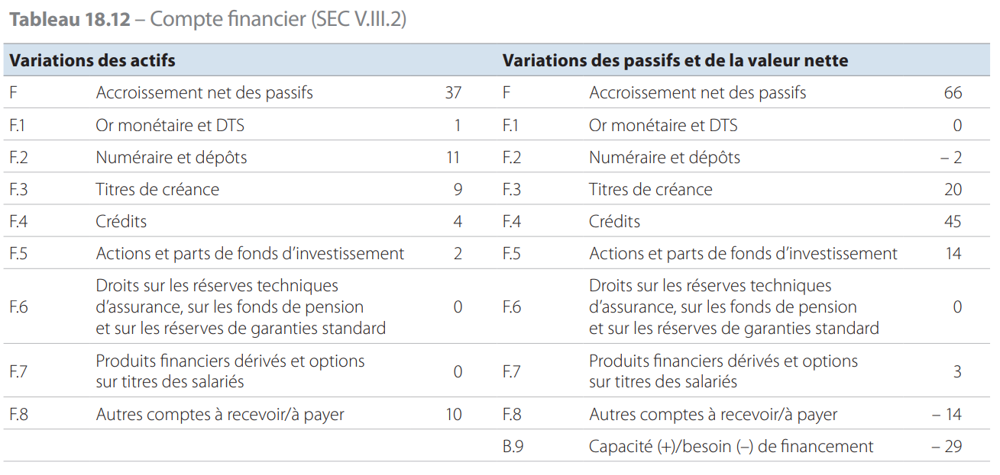 Tableau 18.12 – Compte financier (SEC V.III.2)
Variations des actifs Variations des passifs et de la valeur nette
F Accroissement net des passifs 37 F Accroissement net des passifs 66
F.1 Or monétaire et DTS 1 F.1 Or monétaire et DTS 0
F.2 Numéraire et dépôts 11 F.2 Numéraire et dépôts – 2
F.3 Titres de créance 9 F.3 Titres de créance 20
F.4 Crédits 4 F.4 Crédits 45
F.5 Actions et parts de fonds d’investissement 2 F.5 Actions et parts de fonds d’investissement 14
Droits sur les réserves techniques Droits sur les réserves techniques
F.6 d’assurance, sur les fonds de pension 0 F.6 d’assurance, sur les fonds de pension 0
et sur les réserves de garanties standard et sur les réserves de garanties standard
F.7 Produits financiers dérivés et options 0 F.7 Produits financiers dérivés et options 3
sur titres des salariés sur titres des salariés
F.8 Autres comptes à recevoir/à payer 10 F.8 Autres comptes à recevoir/à payer – 14
B.9 Capacité (+)/besoin (–) de financement – 29